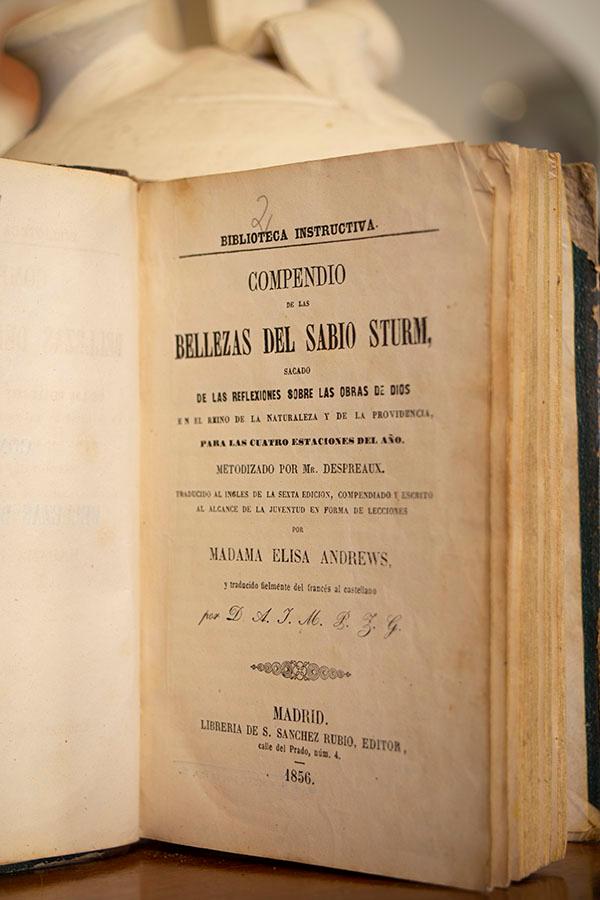 2
BIBLIOTECA INSTRUCTIVA.
COMPENDIO
DE LAS
BELLEZAS DEL SABIO STURM,
SACADO
DE LAS REFLEXIONES SOBRE LAS OBRAS DE DIOS
EN EL REINO DE LA NATURALEZA Y DE LA PROVIDENCIA,
PARA LAS CUATRO ESTACIONES DEL AÑO.
METODIZADO POR MR. DESPREAUX.
TRADUCIDO AL INGLES DE LA SEXTA EDICION, COMPENDIADO Y ESCRITO
AL ALCANCE DE LA JUVENTUD EN FORMA DE LECCIONES
POR
MADAMA ELISA ANDREWS,
y traducido fielménte del francés al castellano
por D. A. J. M. P. Z. G.
MADRID.
LIBRERIA DE S. SANCHEZ RUBIO, EDITOR,
calle del Prado, núm. 4.
1856.